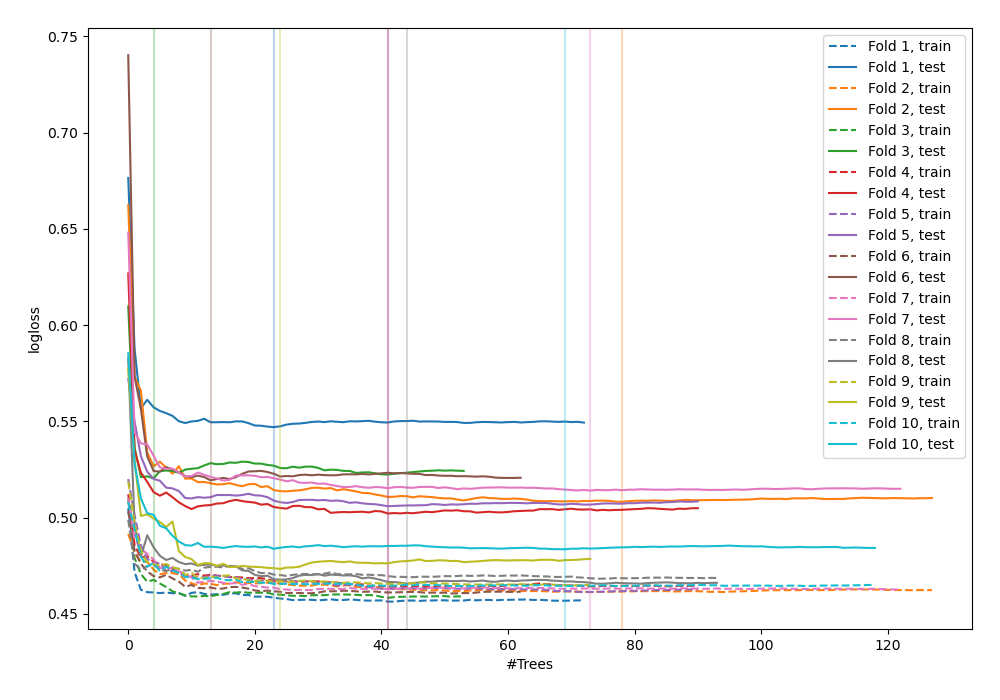 0.75
0.70
0.65
0.60
0.55
0.50
0.45
logloss
0
20
40
60
80
100
120
#Trees
Fold 1, train
Fold 1, test
Fold 2, train
Fold 2, test
Fold 3, train
Fold 3, test
Fold 4, train
Fold 4, test
Fold 5, train
Fold 5, test
Fold 6, train
Fold 6, test
Fold 7, train
Fold 7, test
Fold 8, train
Fold 8, test
Fold 9, train
Fold 9, test
Fold 10, train
Fold 10, test